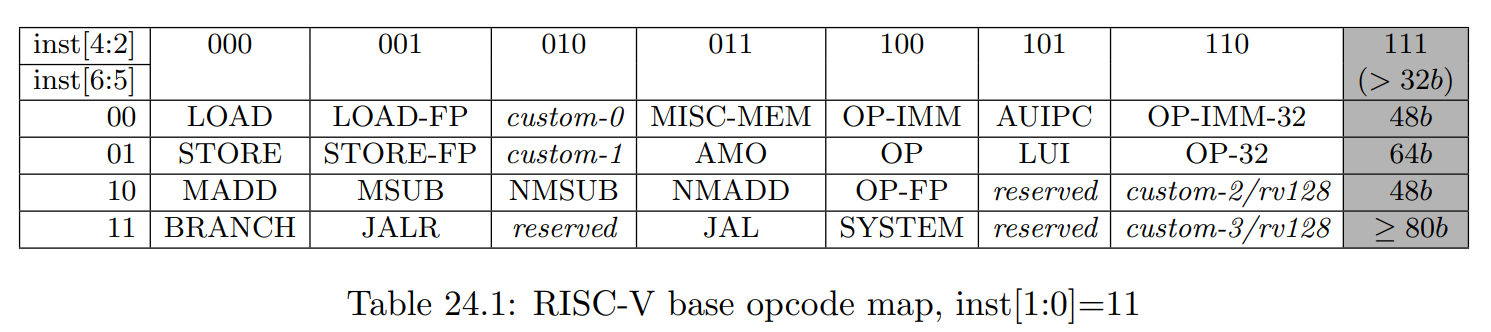 inst[4:2] 000 001 010 011 100 101 110 111
inst[6:5] (> 32b)
00 LOAD LOAD-FP custom-0 MISC-MEM OP-IMM AUIPC OP-IMM-32 48b
01 STORE STORE-FP custom-1 AMO OP LUI OP-32 64b
10 MADD MSUB NMSUB NMADD OP-FP reserved custom-2/rv128 48b
11 BRANCH JALR reserved JAL SYSTEM reserved custom-3/rv128 ≥ 80b
Table 24.1: RISC-V base opcode map, inst[1:0]=11